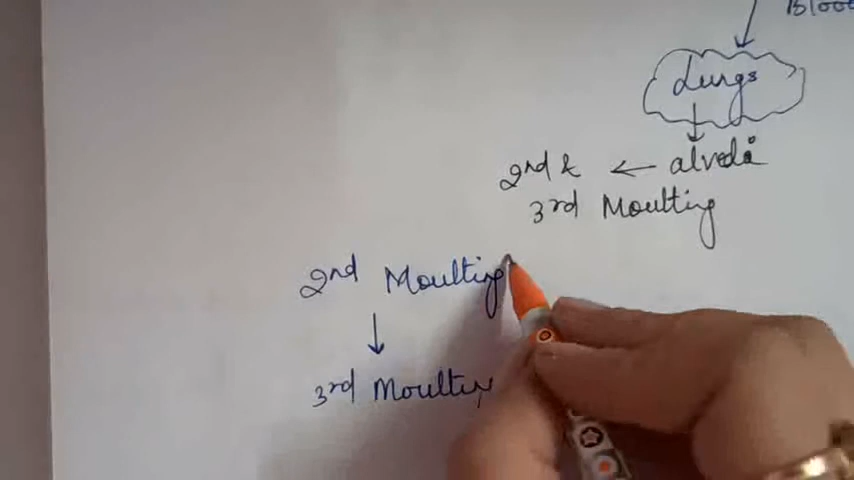 Blood
Lungs
alveoli
2nd &
3rd Moulting
2nd Moulting
3rd Moulting